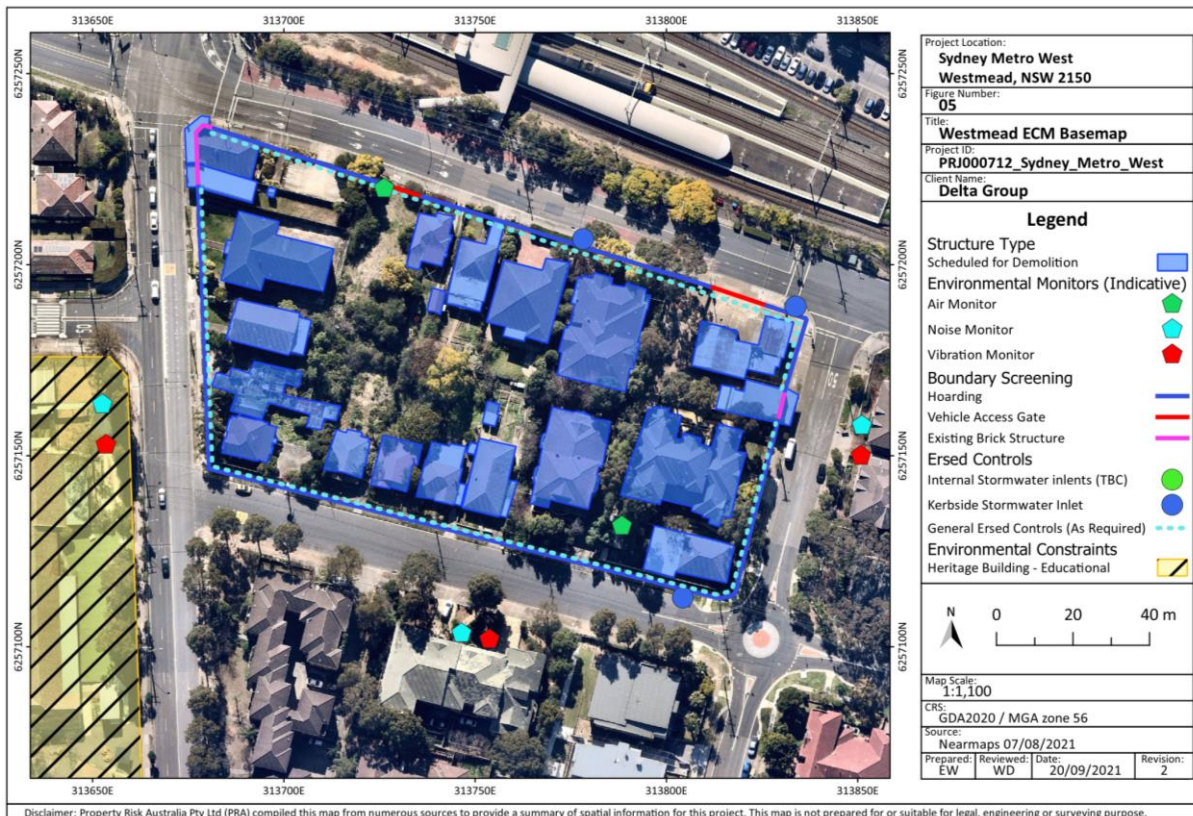 313650E
313700E
313750E
313800E
313850E
6257250N
6257200N
6257150N
6257100N
6257250N
6257200N
6257150N
6257100N
50
50
313650E
313700E
313750E
313800E
313850E
Project Location:
Sydney Metro West
Westmead, NSW 2150
Figure Number:
05
Title:
Westmead ECM Basemap
Project ID:
PRJ000712_Sydney_Metro_West
Client Name:
Delta Group
Legend
Structure Type
Scheduled for Demolition
Environmental Monitors (Indicative)
Air Monitor
Noise Monitor
Vibration Monitor
Boundary Screening
Hoarding
Vehicle Access Gate
Existing Brick Structure
Ersed Controls
Internal Stormwater inlents (TBC)
Kerbside Stormwater Inlet
General Ersed Controls (As Required)
Environmental Constraints
Heritage Building - Educational
N
0 20 40 m
Map Scale:
1:1,100
CRS:
GDA2020 / MGA zone 56
Source:
Nearmaps 07/08/2021
Prepared: Reviewed: Date: Revision:
EW WD 20/09/2021 2
Disclaimer: Property Risk Australia Pty Ltd (PRA) compiled this map from numerous sources to provide a summary of spatial information for this project. This map is not prepared for or suitable for legal, engineering or surveying purpose.